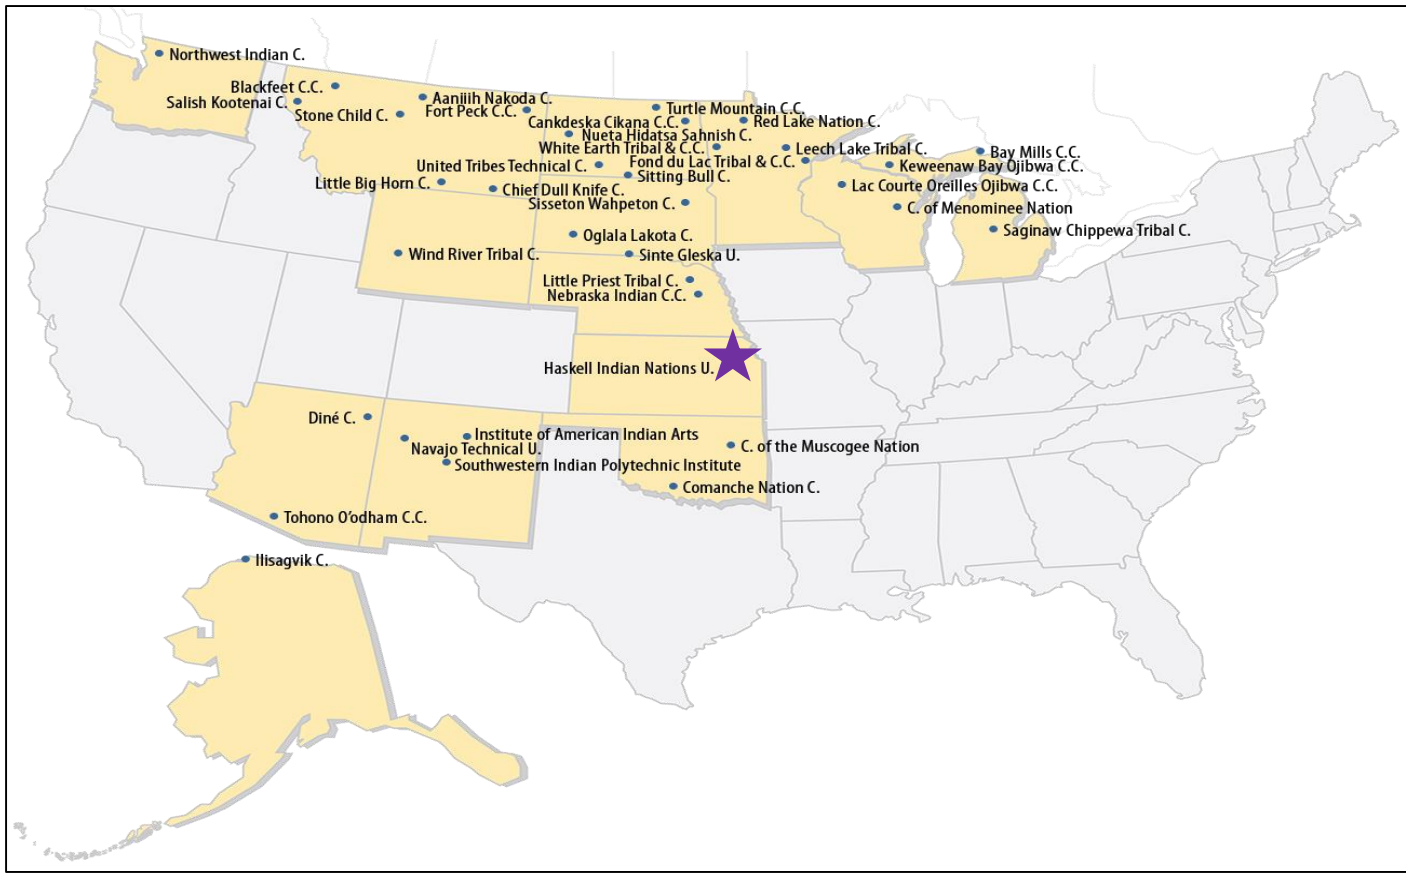 Northwest Indian C.
Blackfeet C.C.
Salish Kootenai C.
Stone Child C.
Aaniiih Nakoda C.
Fort Peck C.C.
Turtle Mountain C.C.
Cankdeska Cikana C.C.
Red Lake Nation C.
Nueta Hidatsa Sahnish C.
White Earth Tribal & C.C.
Leech Lake Tribal C.
Bay Mills C.C.
United Tribes Technical C.
Fond du Lac Tribal & C.C.
Keweenaw Bay Ojibwa C.C.
Sitting Bull C.
Little Big Horn C.
Chief Dull Knife C.
Lac Courte Oreilles Ojibwa C.C.
Sisseton Wahpeton C.
C. of Menominee Nation
Oglala Lakota C.
Saginaw Chippewa Tribal C.
Wind River Tribal C.
Sinte Gleska U.
Little Priest Tribal C.
Nebraska Indian C.C.
Haskell Indian Nations U.
Diné C.
Institute of American Indian Arts
Navajo Technical U.
C. of the Muscogee Nation
Southwestern Indian Polytechnic Institute
Comanche Nation C.
Tohono O’odham C.C.
Ilisagvik C.